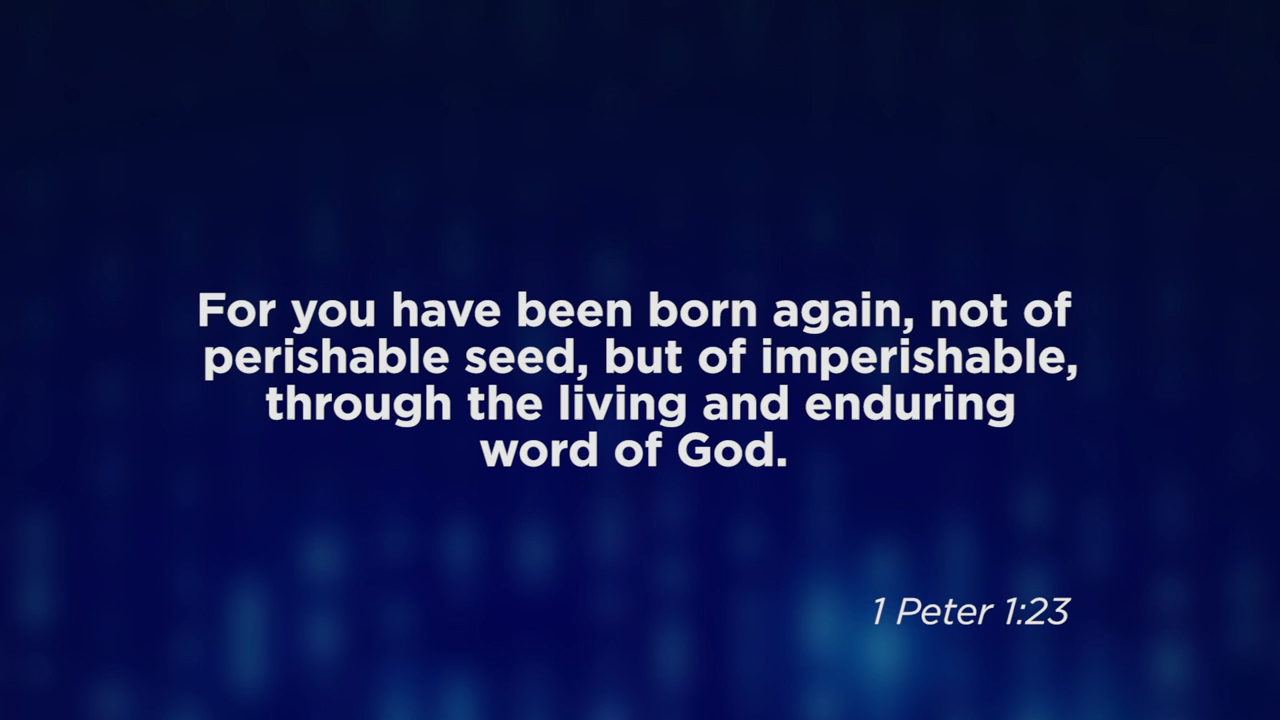 For you have been born again, not of
perishable seed, but of imperishable,
through the living and enduring
word of God.
1 Peter 1:23